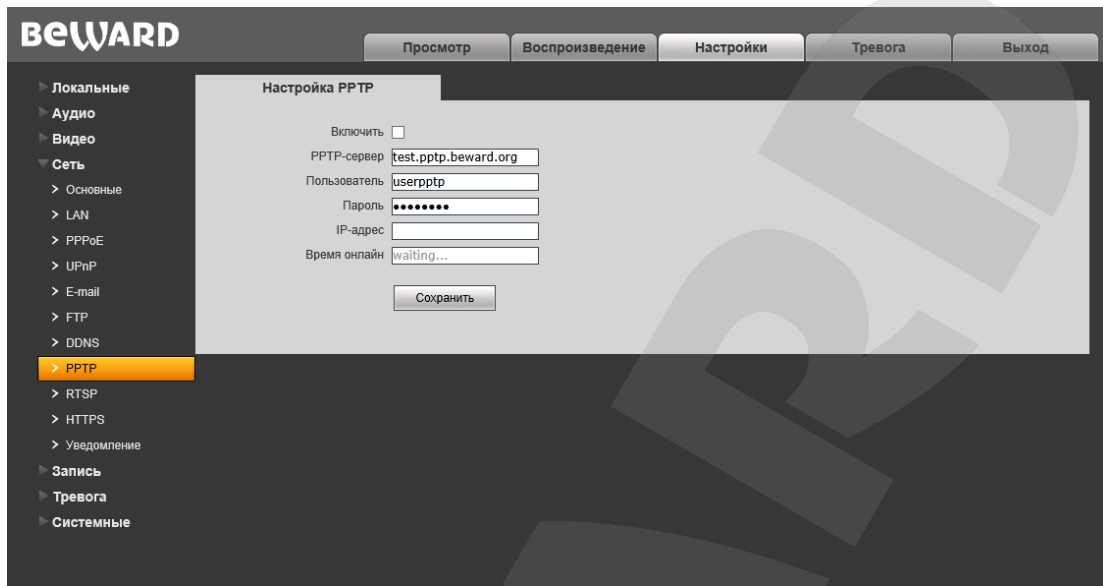 BEWARD
Просмотр Воспроизведение Настройки Тревога Выход
Локальные
Аудио
Видео
Сеть
> Основные
> LAN
> PPPoE
> UPnP
> E-mail
> FTP
> DDNS
> PPTP
> RTSP
> HTTPS
> Уведомление
Запись
Тревога
Системные
Настройка PPTP
Включить
PPTP-сервер test.pptp.beward.org
Пользователь userpptp
Пароль ••••••••
IP-адрес
Время онлайн waiting...
Сохранить